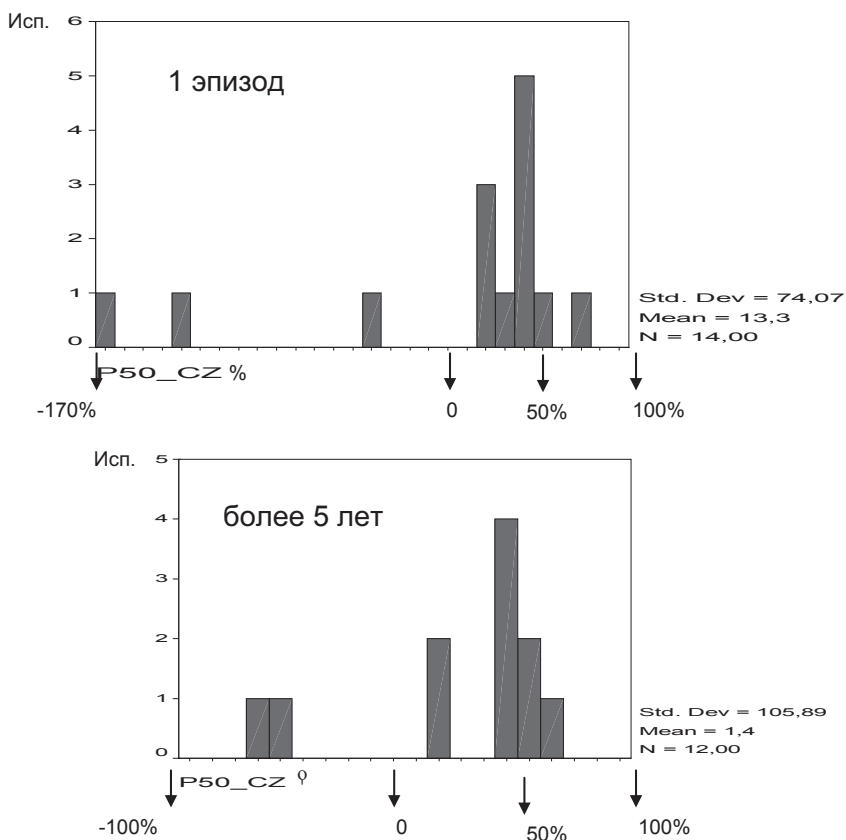 Исп.
6
1 эпизод
5
4
3
2
1
0
Std. Dev = 74,07
Mean = 13,3
N = 14,00
P50_CZ %
-170%
0
50%
100%
Исп.
5
более 5 лет
4
3
2
1
0
Std. Dev = 105,89
Mean = 1,4
N = 12,00
P50_CZ
-100%
0
50%
100%